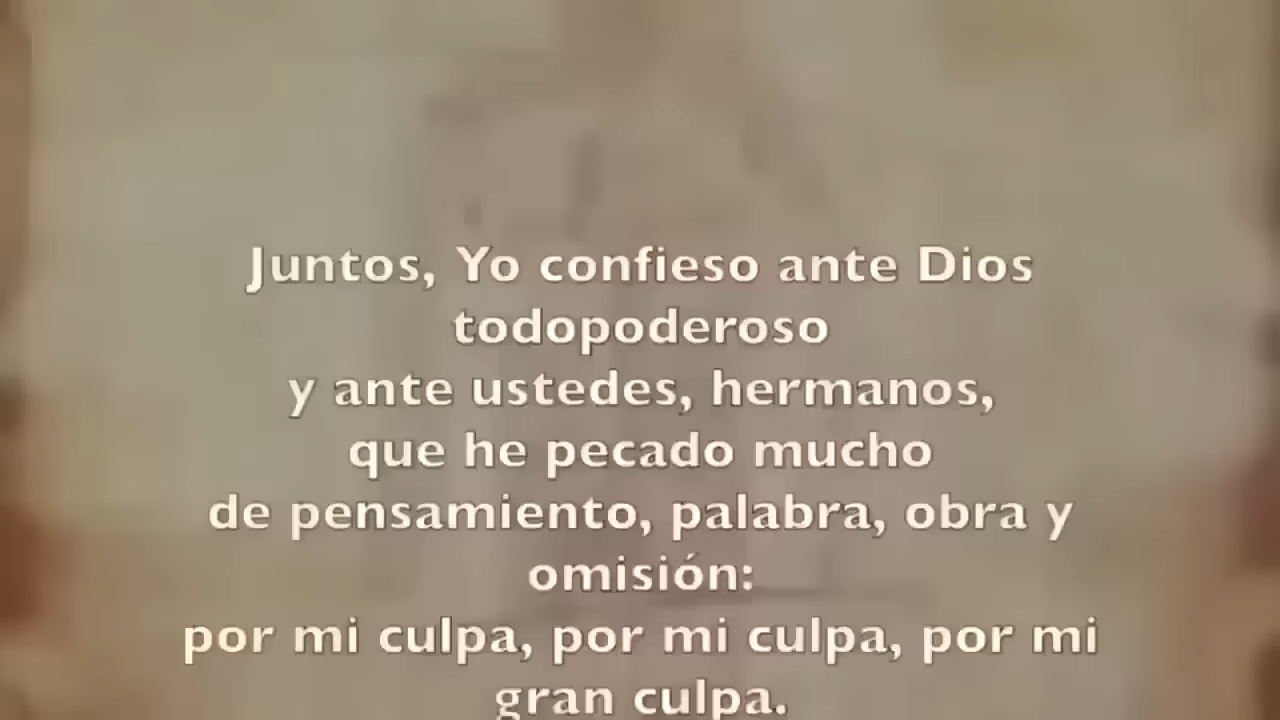 Juntos, Yo confieso ante Dios
todopoderoso
y ante ustedes, hermanos,
que he pecado mucho
de pensamiento, palabra, obra y
omisión:
por mi culpa, por mi culpa, por mi
gran culpa.